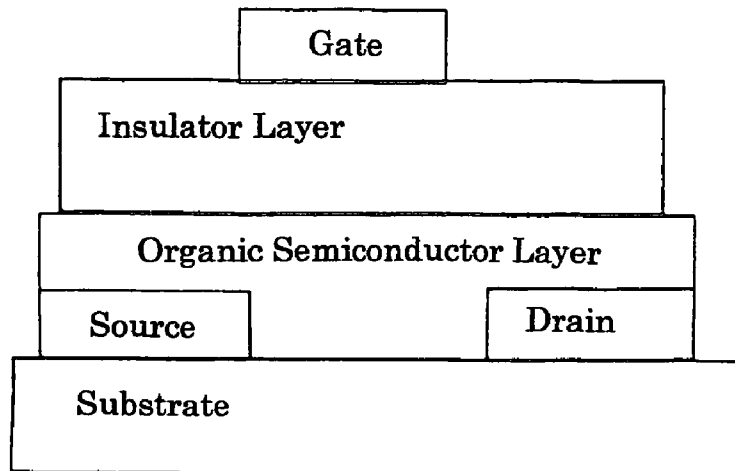 Gate
Insulator Layer
Organic Semiconductor Layer
Source
Drain
Substrate